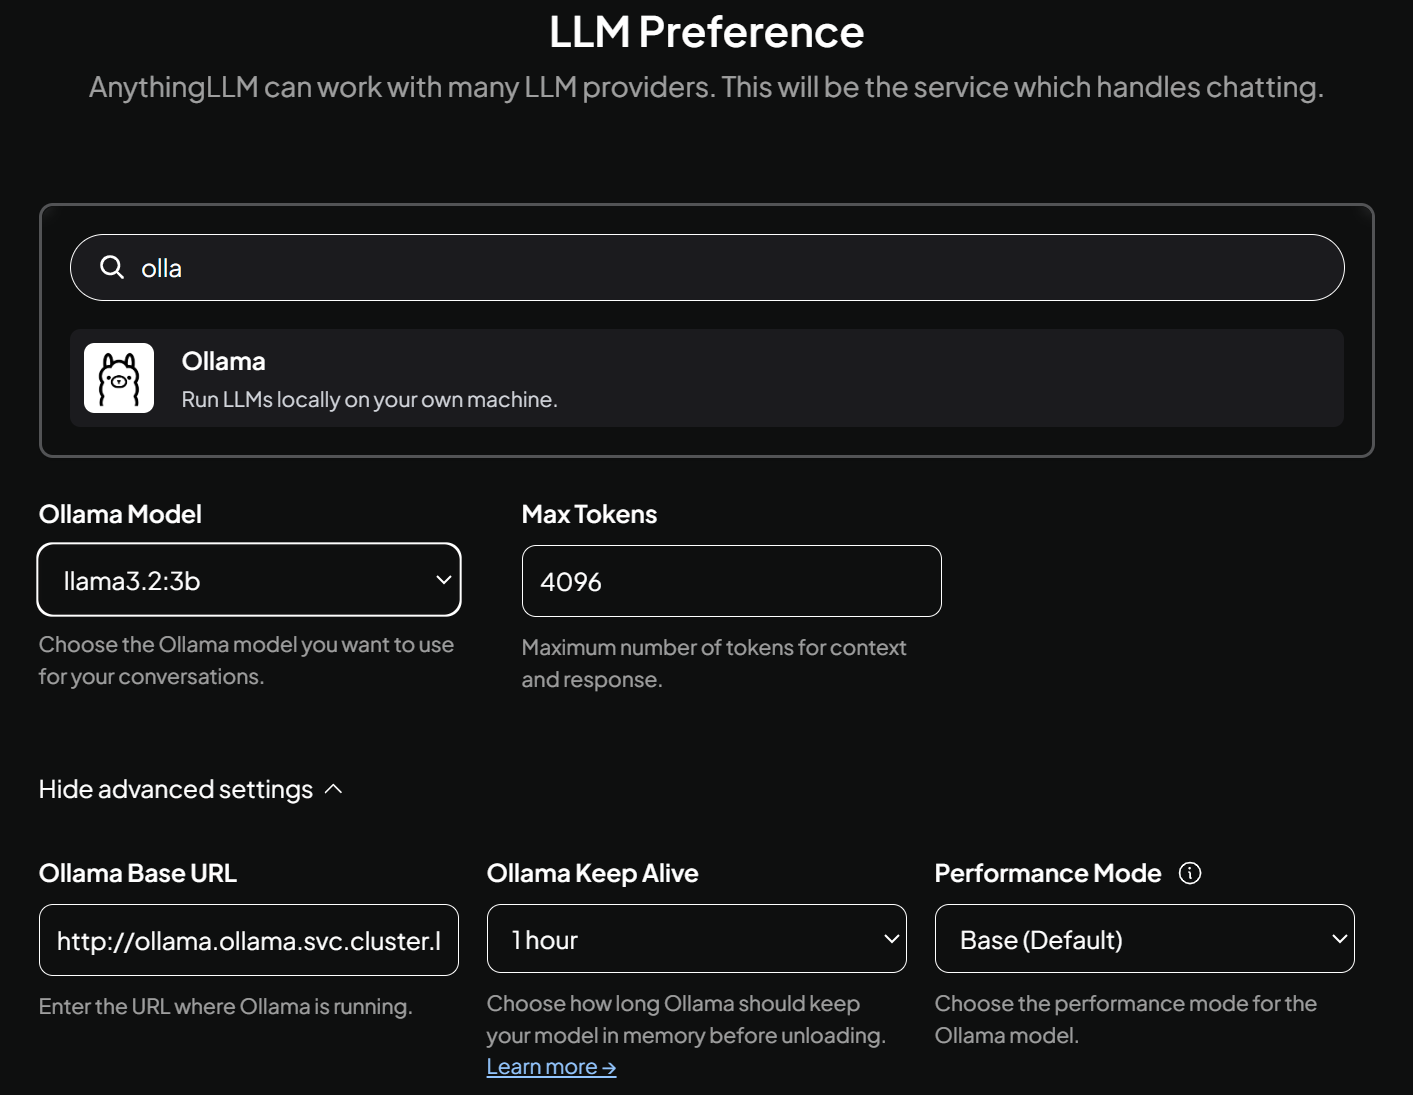 LLM Preference
AnythingLLM can work with many LLM providers. This will be the service which handles chatting.
olla
Ollama
Run LLMs locally on your own machine.
Ollama Model
llama3.2:3b
Choose the Ollama model you want to use
for your conversations.
Max Tokens
4096
Maximum number of tokens for context
and response.
Hide advanced settings
Ollama Base URL
http://ollama.ollama.svc.cluster.l
Enter the URL where Ollama is running.
Ollama Keep Alive
1 hour
Choose how long Ollama should keep
your model in memory before unloading.
Learn more →
Performance Mode
Base (Default)
Choose the performance mode for the
Ollama model.